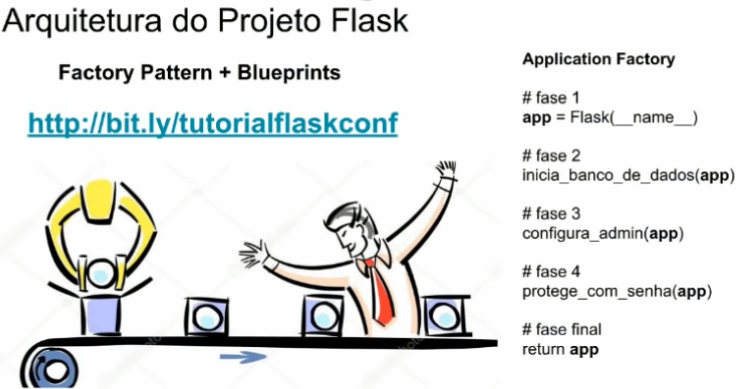 Arquitetura do Projeto Flask
Factory Pattern + Blueprints
http://bit.ly/tutorialflaskconf
Application Factory
# fase 1
app = Flask(__name__)
# fase 2
inicia_banco_de_dados(app)
# fase 3
configura_admin(app)
# fase 4
protege_com_senha(app)
# fase final
return app